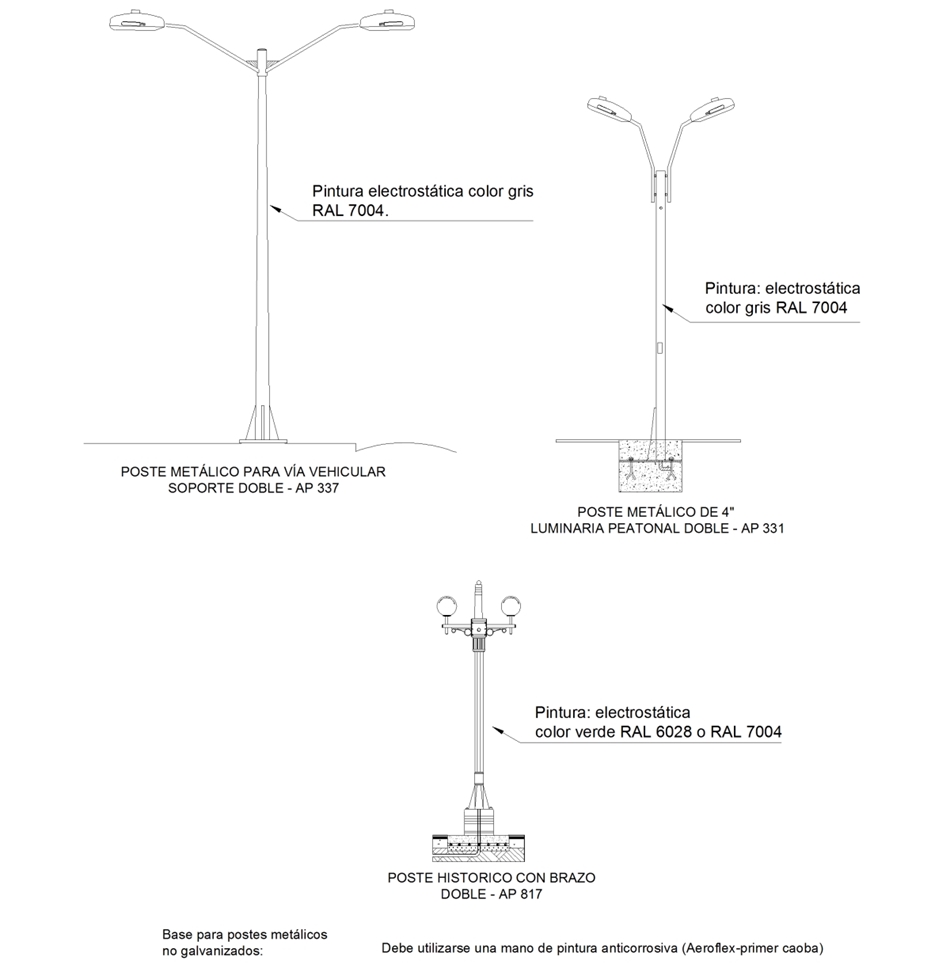 Pintura electrostática color gris
RAL 7004.
Pintura: electrostática
color gris RAL 7004
POSTE METÁLICO PARA VÍA VEHICULAR
SOPORTE DOBLE - AP 337
POSTE METÁLICO DE 4"
LUMINARIA PEATONAL DOBLE - AP 331
Pintura: electrostática
color verde RAL 6028 o RAL 7004
POSTE HISTORICO CON BRAZO
DOBLE - AP 817
Base para postes metálicos
no galvanizados:
Debe utilizarse una mano de pintura anticorrosiva (Aeroflex-primer caoba)